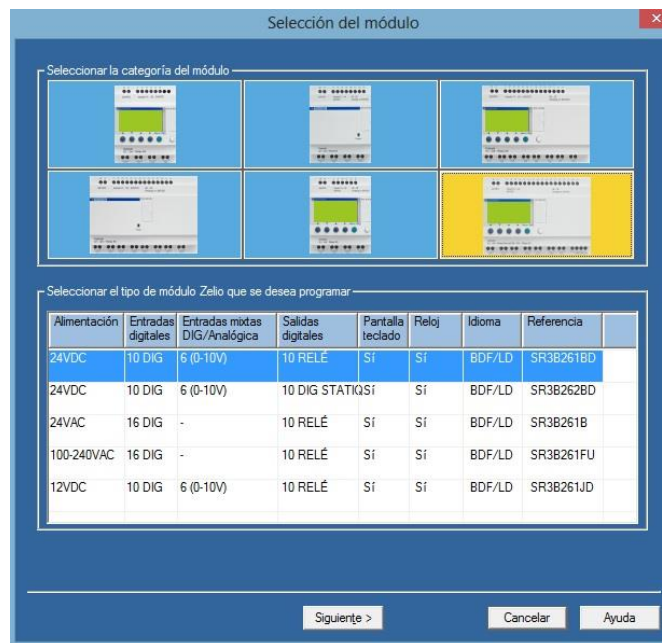 Selección del módulo
Seleccionar la categoría del módulo
Seleccionar el tipo de módulo Zelio que se desea programar
Alimentación Entradas digitales Entradas mixtas DIG/Analógica Salidas digitales Pantalla teclado Reloj Idioma Referencia
24VDC 10 DIG 6 (0-10V) 10 RELÉ Sí Sí BDF/LD SR3B261BD
24VDC 10 DIG 6 (0-10V) 10 DIG STATIQ Sí Sí BDF/LD SR3B262BD
24VAC 16 DIG - 10 RELÉ Sí Sí BDF/LD SR3B261B
100-240VAC 16 DIG - 10 RELÉ Sí Sí BDF/LD SR3B261FU
12VDC 10 DIG 6 (0-10V) 10 RELÉ Sí Sí BDF/LD SR3B261JD
Siguiente > Cancelar Ayuda